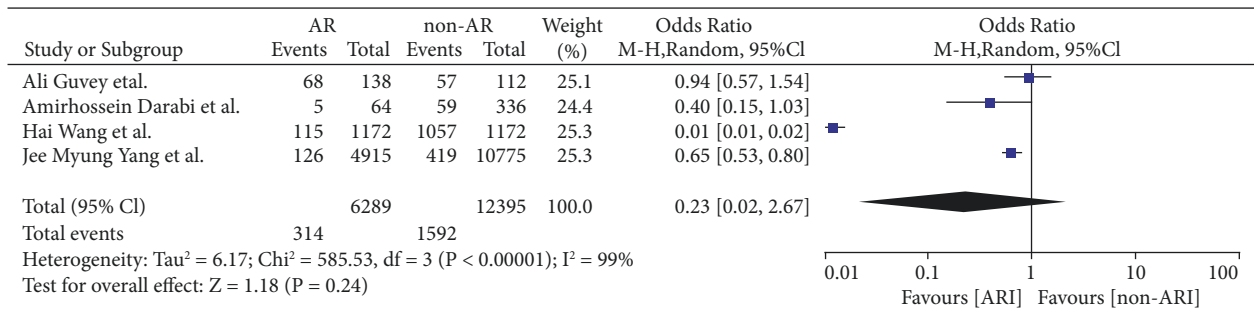 AR non-AR Weight Odds Ratio Odds Ratio
Study or Subgroup Events Total Events Total (%) M-H,Random, 95%Cl M-H,Random, 95%Cl
Ali Guvey etal. 68 138 57 112 25.1 0.94 [0.57, 1.54]
Amirhossein Darabi et al. 5 64 59 336 24.4 0.40 [0.15, 1.03]
Hai Wang et al. 115 1172 1057 1172 25.3 0.01 [0.01, 0.02]
Jee Myung Yang et al. 126 4915 419 10775 25.3 0.65 [0.53, 0.80]
Total (95% Cl) 6289 12395 100.0 0.23 [0.02, 2.67]
Total events 314 1592
Heterogeneity: Tau² = 6.17; Chi² = 585.53, df = 3 (P < 0.00001); I² = 99%
Test for overall effect: Z = 1.18 (P = 0.24)
0.01 0.1 1 10 100
Favours [ARI] Favours [non-ARI]